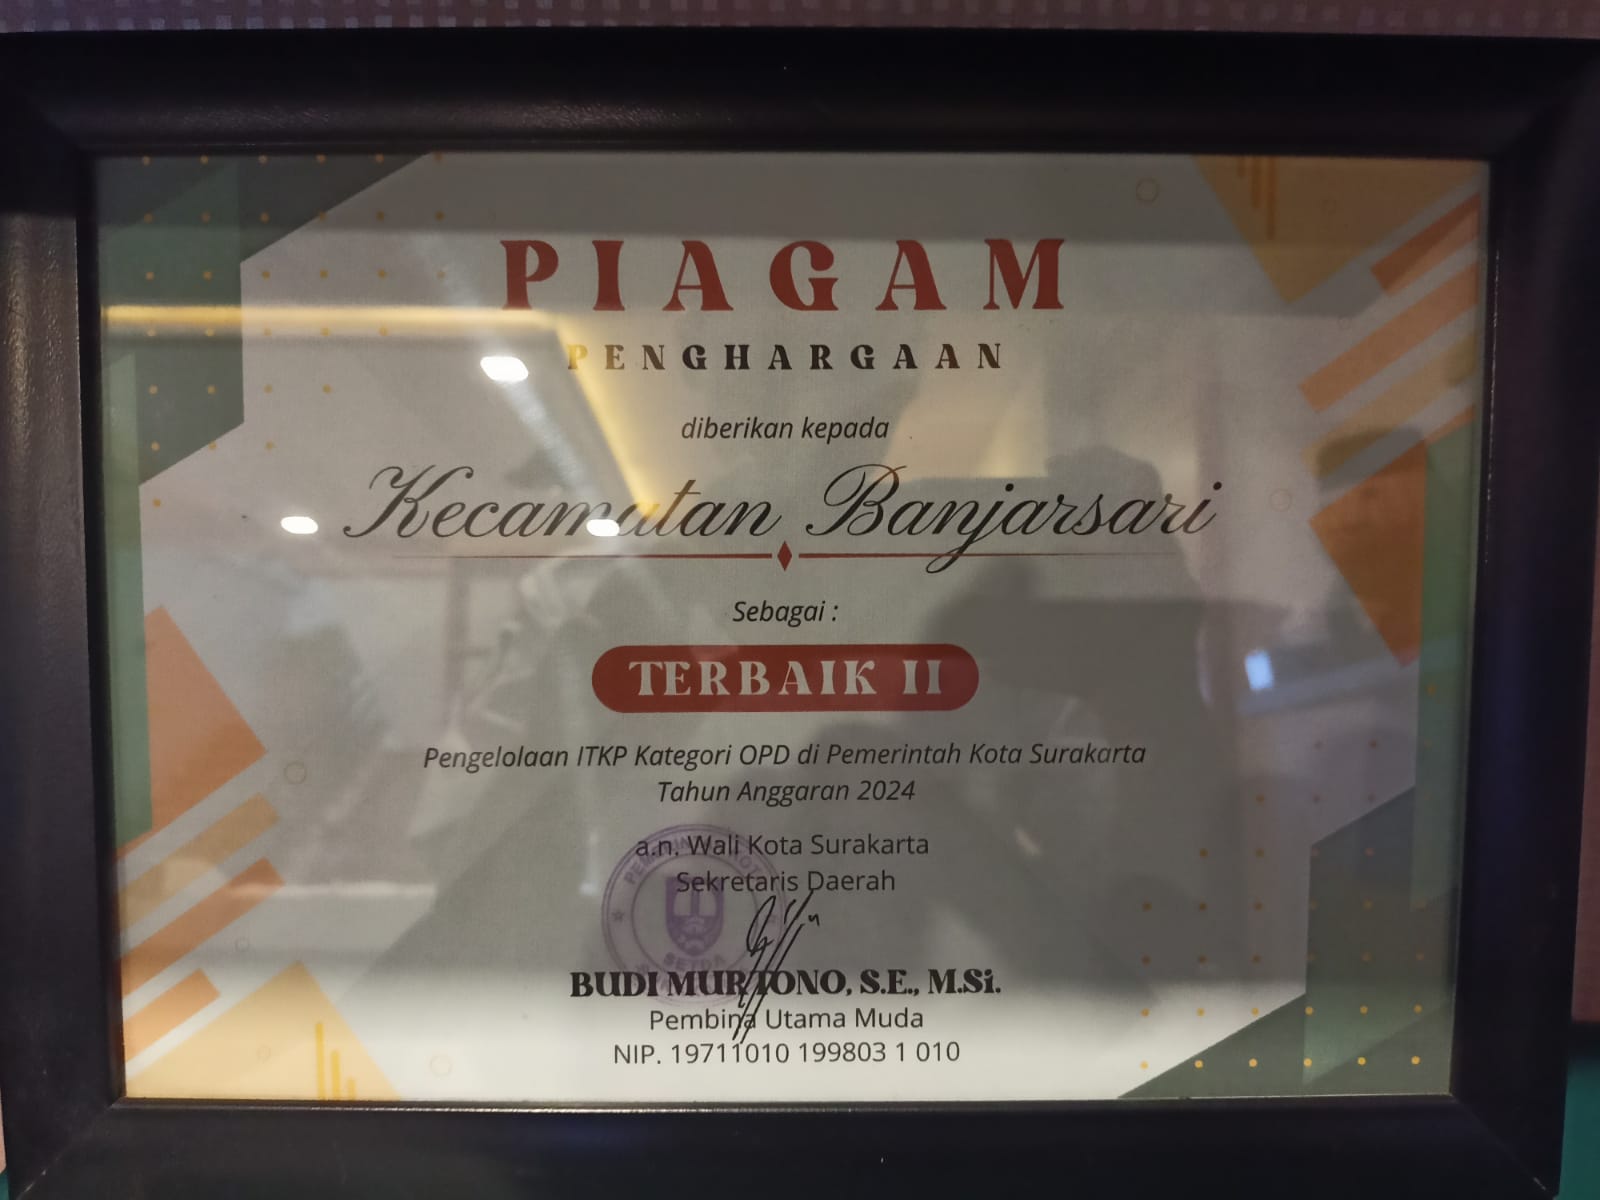 PIAGAM
PENGHARGAAN
diberikan kepada
Kecamatan Banjarsari
Sebagai :
TERBAIK II
Pengelolaan ITKP Kategori OPD di Pemerintah Kota Surakarta
Tahun Anggaran 2024
a.n. Wali Kota Surakarta
Sekretaris Daerah
SETDA
BUDI MURTONO, S.E., M.Si.
Pembina Utama Muda
NIP. 19711010 199803 1 010